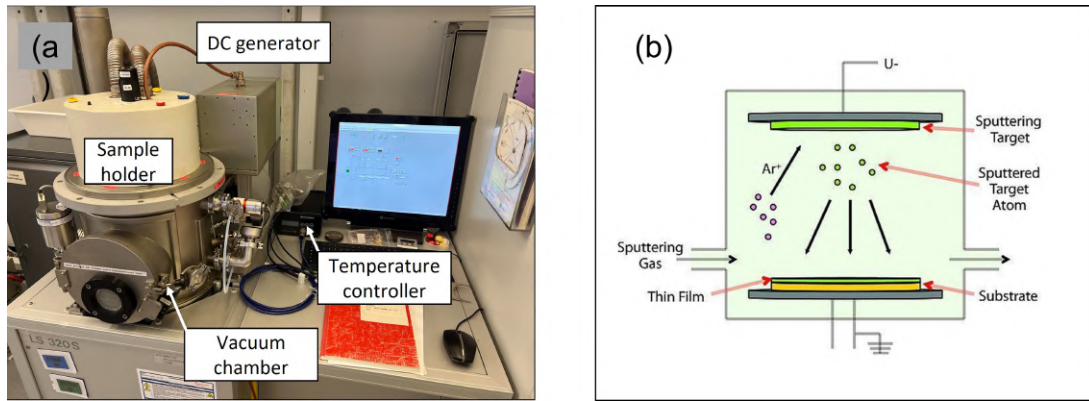 (a)
DC generator
Sample
holder
Temperature
controller
Vacuum
chamber
LS 320S
(b)
U-
Sputtering
Target
Ar+
Sputtered
Target
Atom
Sputtering
Gas
Thin Film
Substrate